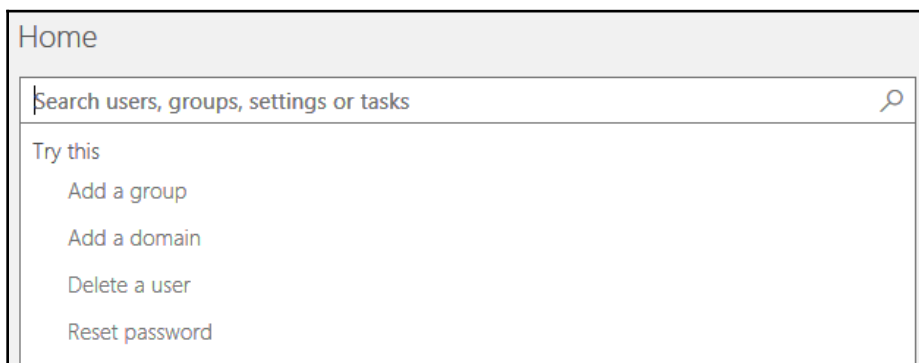 Home
Search users, groups, settings or tasks
Try this
Add a group
Add a domain
Delete a user
Reset password